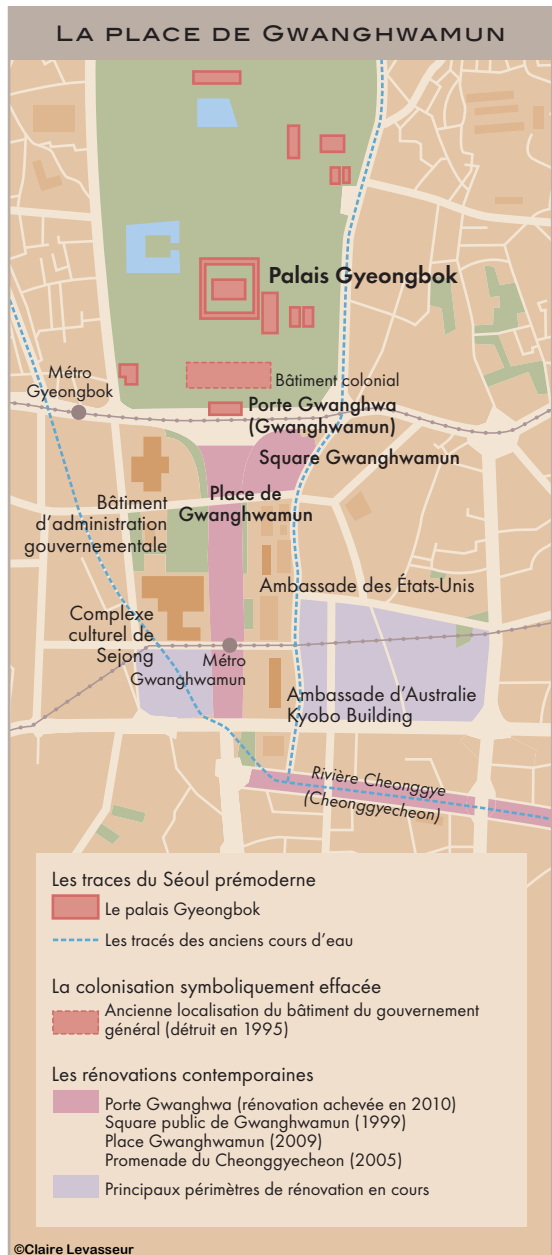 LA PLACE DE GWANGHWAMUN
Palais Gyeongbok
Métro
Gyeongbok
Bâtiment colonial
Porte Gwanghwa
(Gwanghwamun)
Square Gwanghwamun
Place de
Gwanghwamun
Bâtiment
d’administration
gouvernementale
Ambassade des États-Unis
Complexe
culturel de
Sejong
Métro
Gwanghwamun
Ambassade d’Australie
Kyobo Building
Rivière Cheonggye
(Cheonggyecheon)
Les traces du Séoul prémoderne
Le palais Gyeongbok
Les tracés des anciens cours d’eau
La colonisation symboliquement effacée
Ancienne localisation du bâtiment du gouvernement
général (détruit en 1995)
Les rénovations contemporaines
Porte Gwanghwa (rénovation achevée en 2010)
Square public de Gwanghwamun (1999)
Place Gwanghwamun (2009)
Promenade du Cheonggyecheon (2005)
Principaux périmètres de rénovation en cours
©Claire Levasseur